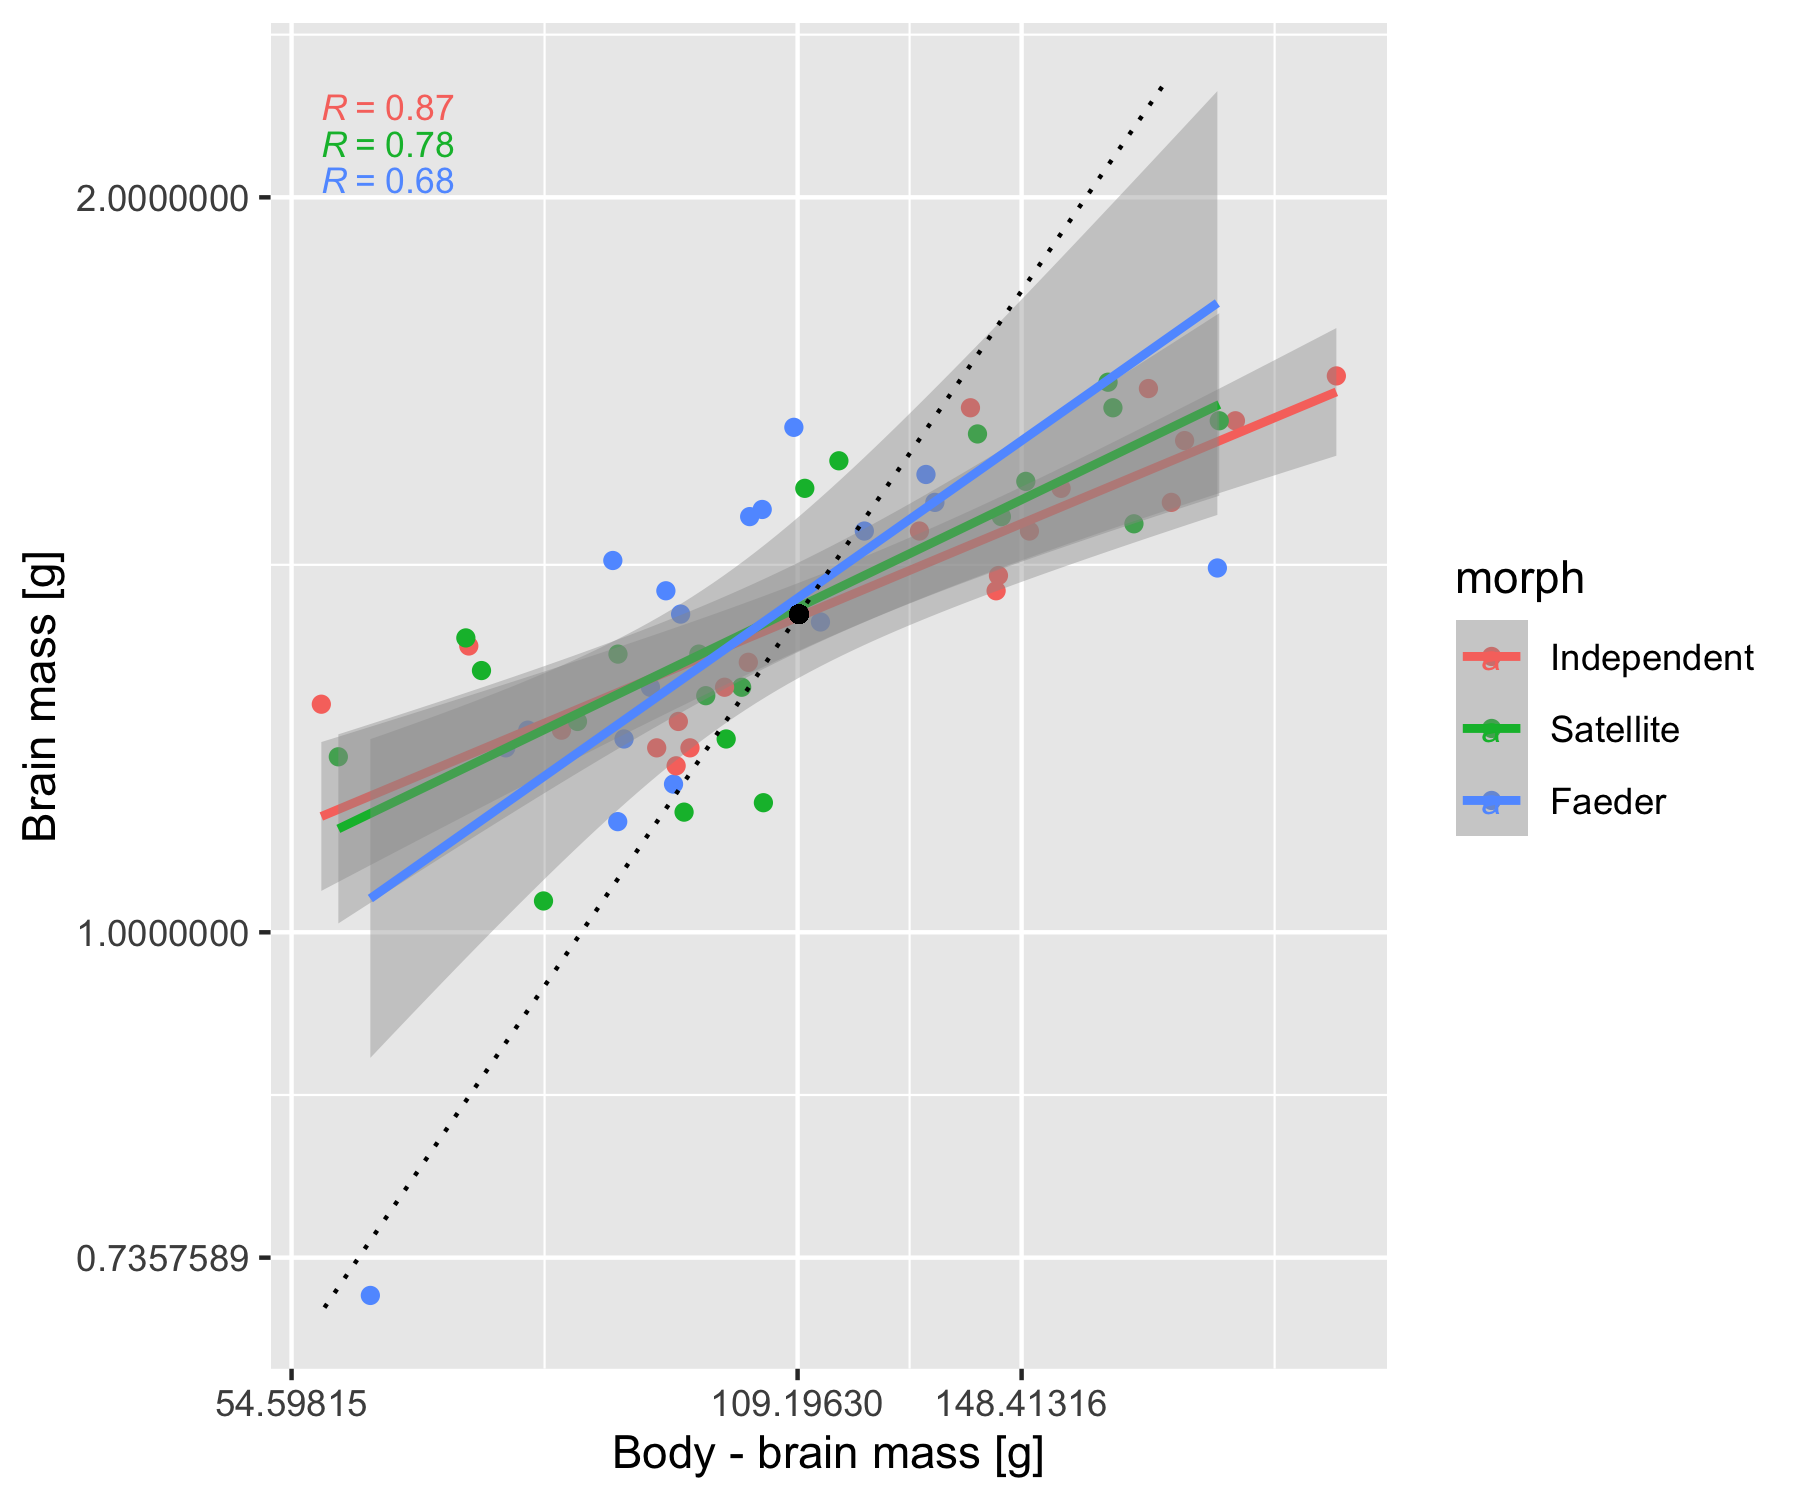 R = 0.87
R = 0.78
R = 0.68
2.0000000
1.0000000
0.7357589
Brain mass [g]
54.59815 109.19630 148.41316
Body - brain mass [g]
morph
a Independent
a Satellite
a Faeder